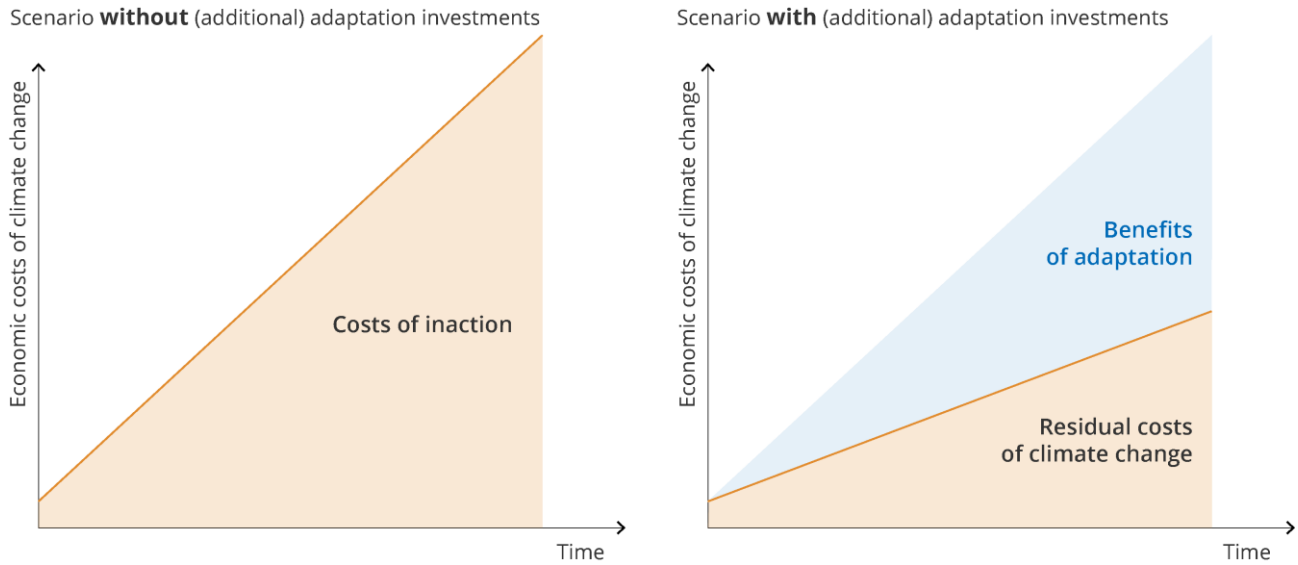 Scenario without (additional) adaptation investments
Economic costs of climate change
Costs of inaction
Time
Scenario with (additional) adaptation investments
Economic costs of climate change
Benefits
of adaptation
Residual costs
of climate change
Time